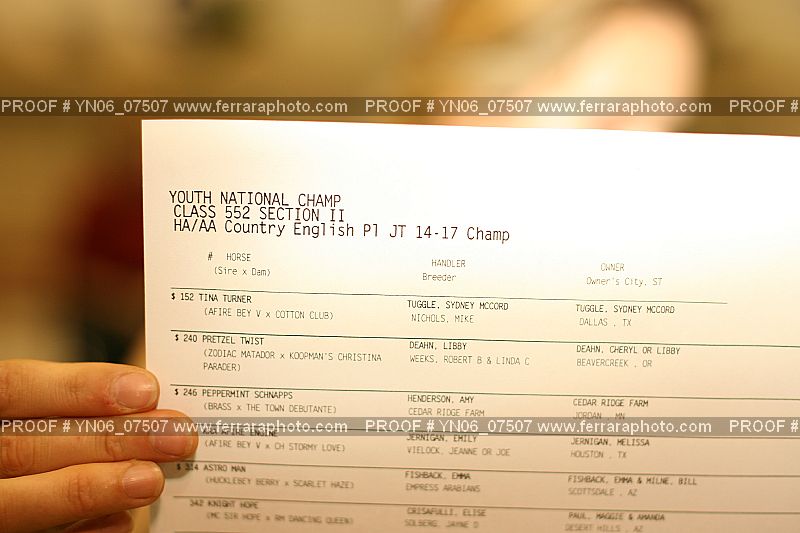 PROOF # YN06_07507 www.ferraraphoto.com PROOF # YN06_07507 www.ferraraphoto.com PROOF #
YOUTH NATIONAL CHAMP
CLASS 552 SECTION II
HA/AA Country English Pl JT 14-17 Champ
# HORSE HANDLER OWNER
(Sire x Dam) Breeder Owner's City, ST
$ 152 TINA TURNER TUGGLE, SYDNEY MCCORD TUGGLE, SYDNEY MCCORD
(AFIRE BEY V x COTTON CLUB) NICHOLS, MIKE DALLAS , TX
$ 240 PRETZEL TWIST DEAHN, LIBBY DEAHN, CHERYL OR LIBBY
(ZODIAC MATADOR x KOOPMAN'S CHRISTINA WEEKS, ROBERT B & LINDA C BEAVERCREEK , OR
PARADER)
$ 246 PEPPERMINT SCHNAPPS HENDERSON, AMY CEDAR RIDGE FARM
(BRASS x THE TOWN DEBUTANTE) CEDAR RIDGE FARM JORDAN , MN
PROOF # YN06_07507 www.ferraraphoto.com PROOF # YN06_07507 www.ferraraphoto.com PROOF #
ENGINE JERNIGAN, EMILY JERNIGAN, MELISSA
(AFIRE BEY V x CH STORMY LOVE) VIELOCK, JEANNE OR JOE HOUSTON , TX
$ 314 ASTRO MAN FISHBACK, EMMA FISHBACK, EMMA & MILNE, BILL
(HUCKLEBEY BERRY x SCARLET HAZE) EMPRESS ARABIANS SCOTTSDALE , AZ
342 KNIGHT HOPE CRISAFULLI, ELISE PAUL, MAGGIE & AMANDA
(MC SIR HOPE x RM DANCING QUEEN) SOLBERG, JAYNE D DESERT HILLS , AZ